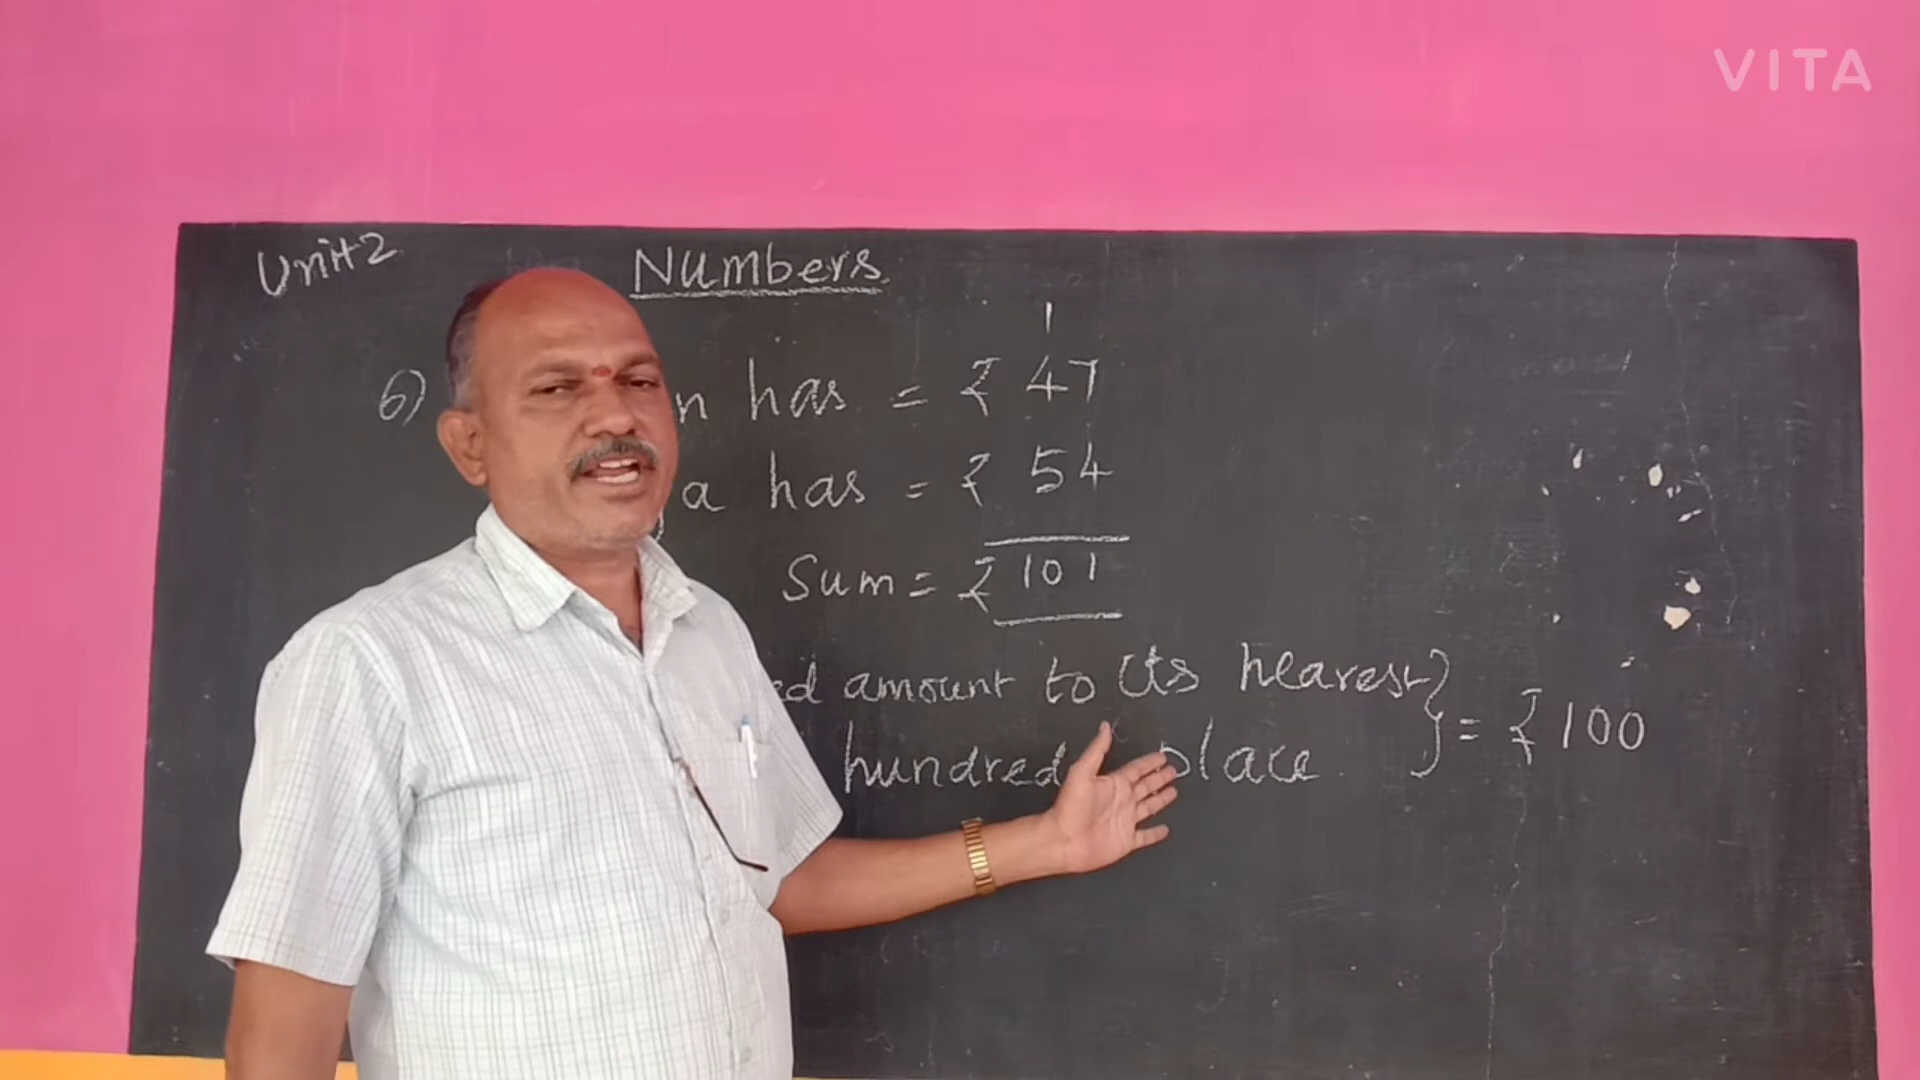 VITA
Unit 2
Numbers
1
6) n has = ₹ 47
a has = ₹ 54
Sum = ₹ 101
ed amount to its nearest
hundred place. } = ₹ 100